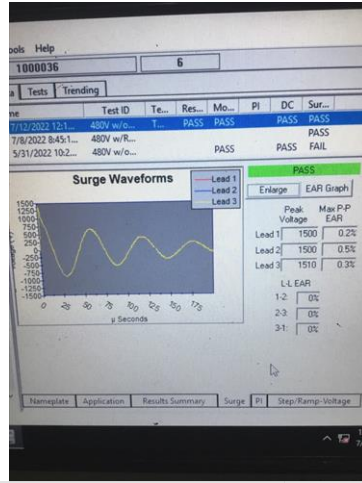 ools Help
1000036 6
a Tests Trending
ne Test ID Te... Res... Mo... PI DC Sur...
7/12/2022 12:1... 480V w/o... T... PASS PASS PASS PASS
7/8/2022 8:45:1... 480V w/R... PASS
5/31/2022 10:2... 480V w/o... PASS PASS FAIL
Surge Waveforms
Lead 1
Lead 2
Lead 3
PASS
Enlarge EAR Graph
Peak Voltage Max P-P EAR
Lead 1 1500 0.2%
Lead 2 1500 0.5%
Lead 3 1510 0.3%
L-L EAR
1-2: 0%
2-3: 0%
3-1: 0%
1500
1250
1000
750
500
250
0
-250
-500
-750
-1000
-1250
-1500
0 25 50 75 100 125 150 175
µ Seconds
Nameplate Application Results Summary Surge PI Step/Ramp-Voltage